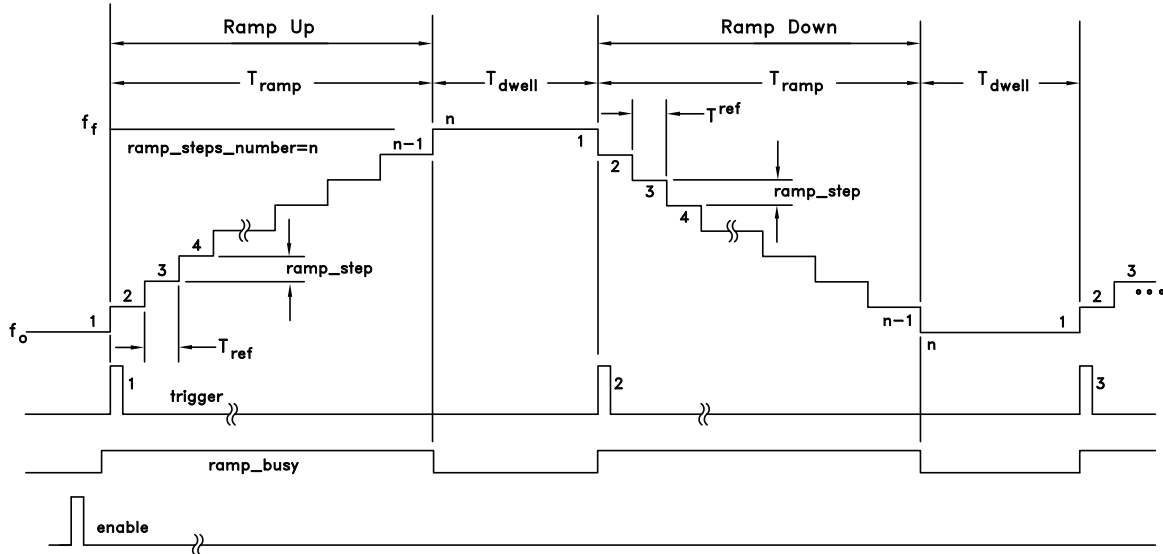 Ramp Up Ramp Down
T_ramp T_dwell T_ramp T_dwell
T^ref
f_f n
ramp_steps_number=n n-1 1
2
3 ramp_step
4
4
3 ramp_step 3
2 n-1 2 •••
1 1
f_o n
T_ref
1 2 3
trigger
ramp_busy
enable